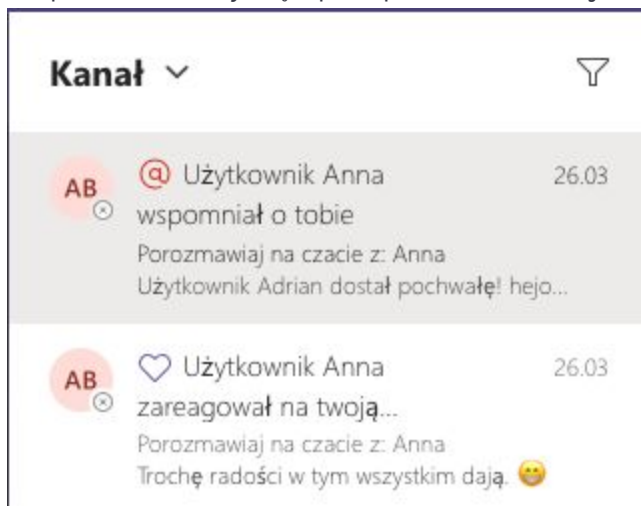 Kanał
AB
@ Użytkownik Anna 26.03
wspomniał o tobie
Porozmawiaj na czacie z: Anna
Użytkownik Adrian dostał pochwałę! hejo...
AB
Użytkownik Anna 26.03
zareagował na twoją...
Porozmawiaj na czacie z: Anna
Trochę radości w tym wszystkim dają. 😁